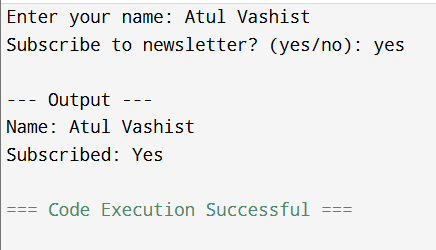 Enter your name: Atul Vashist
Subscribe to newsletter? (yes/no): yes
--- Output ---
Name: Atul Vashist
Subscribed: Yes
=== Code Execution Successful ===